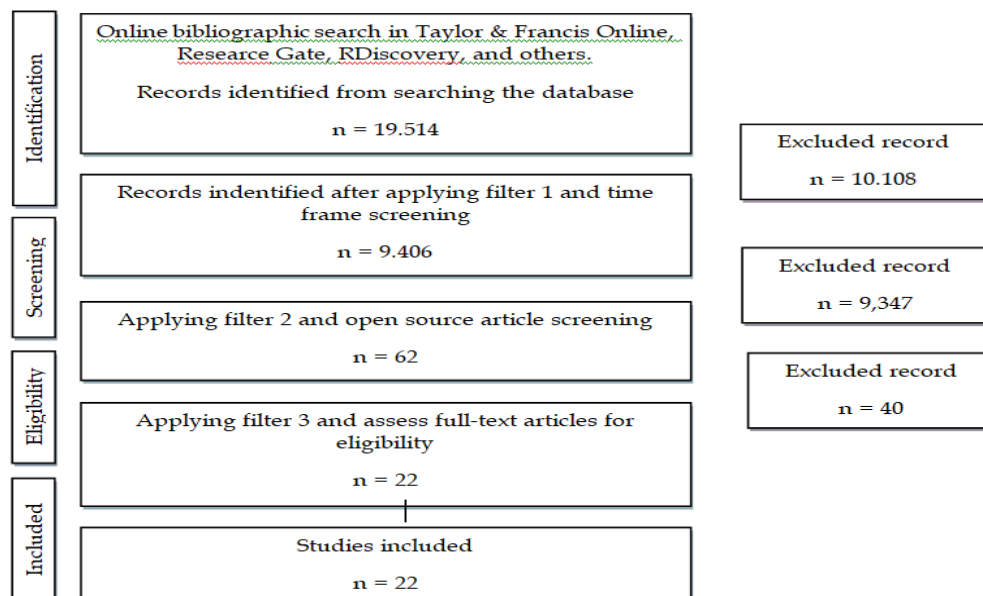 Identification
Online bibliographic search in Taylor & Francis Online,
Researce Gate, RDiscovery, and others.
Records identified from searching the database
n = 19.514
Excluded record
n = 10.108
Records indentified after applying filter 1 and time
frame screening
n = 9.406
Screening
Excluded record
n = 9,347
Applying filter 2 and open source article screening
n = 62
Eligibility
Excluded record
n = 40
Applying filter 3 and assess full-text articles for
eligibility
n = 22
Included
Studies included
n = 22